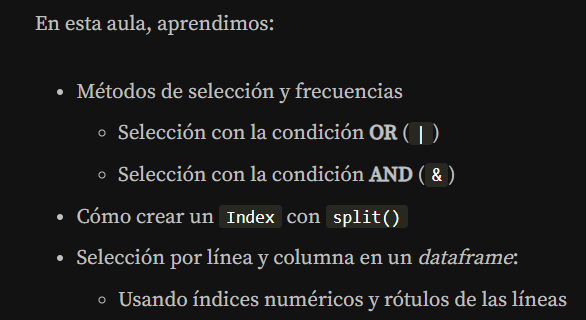 En esta aula, aprendimos:
• Métodos de selección y frecuencias
◦ Selección con la condición OR ( | )
◦ Selección con la condición AND ( & )
• Cómo crear un Index con split()
• Selección por línea y columna en un dataframe:
◦ Usando índices numéricos y rótulos de las líneas